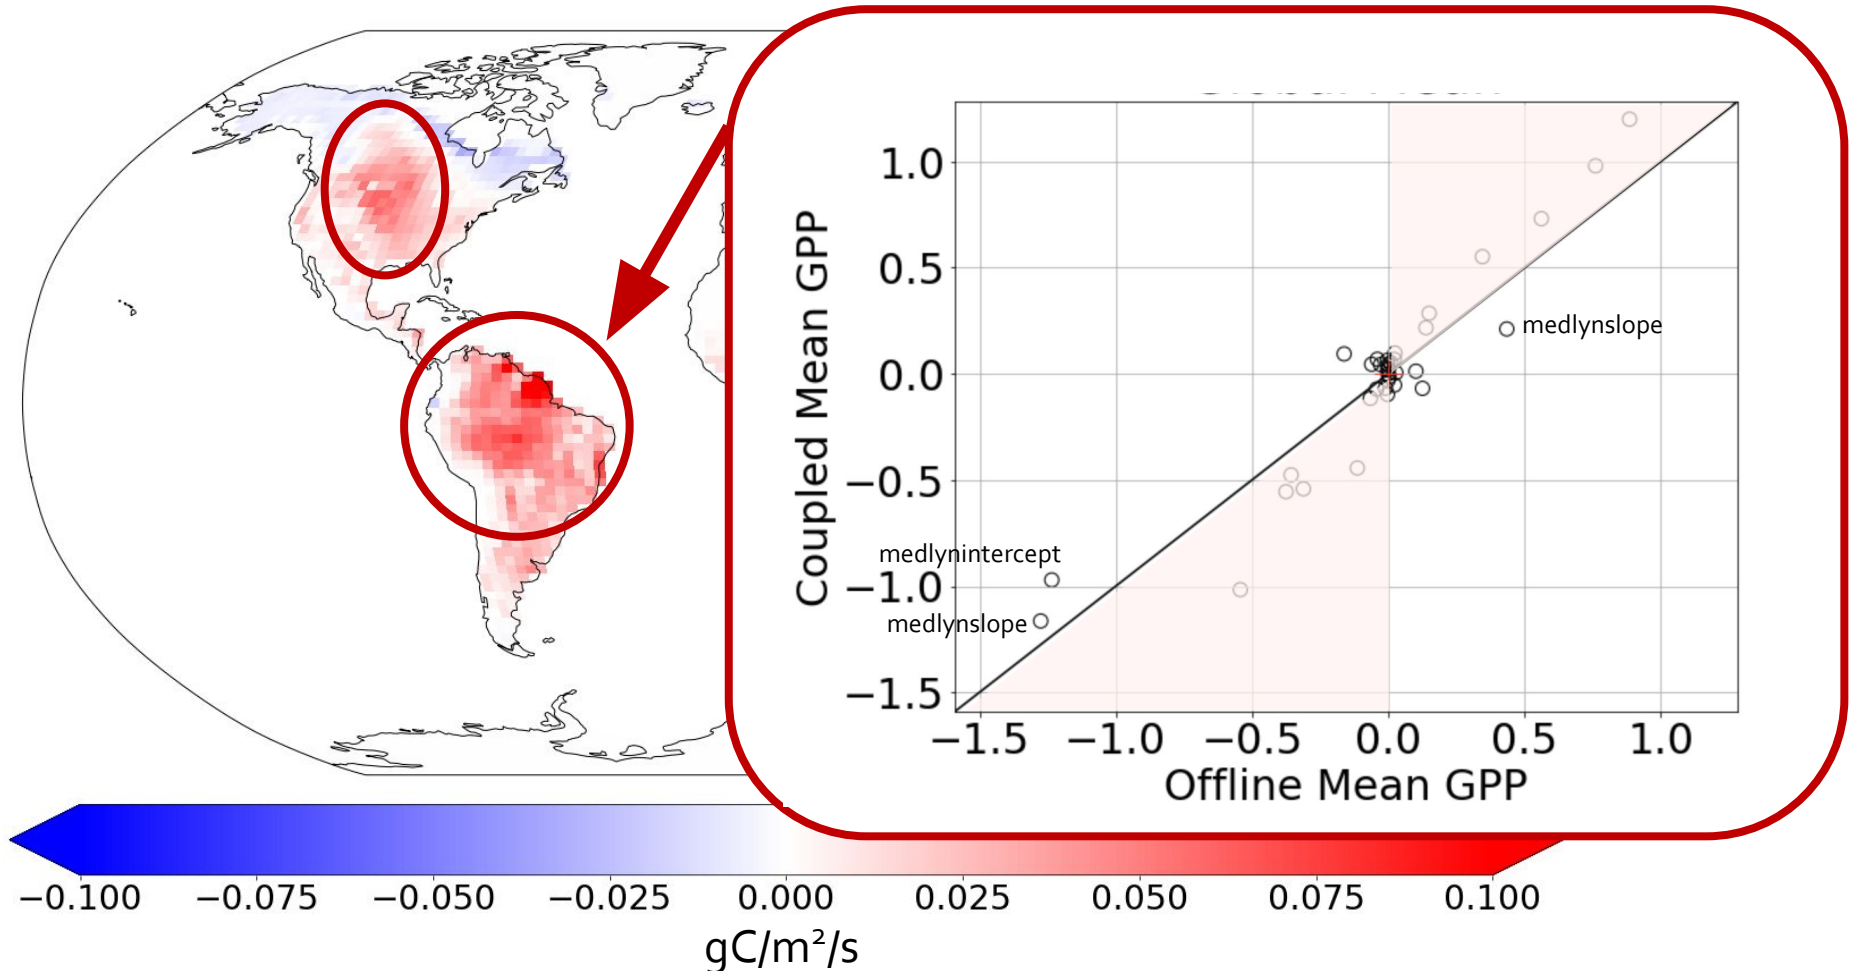 1.0
0.5
0.0
−0.5
−1.0
−1.5
Coupled Mean GPP
medlynslope
medlynintercept
medlynslope
−1.5 −1.0 −0.5 0.0 0.5 1.0
Offline Mean GPP
−0.100 −0.075 −0.050 −0.025 0.000 0.025 0.050 0.075 0.100
gC/m²/s